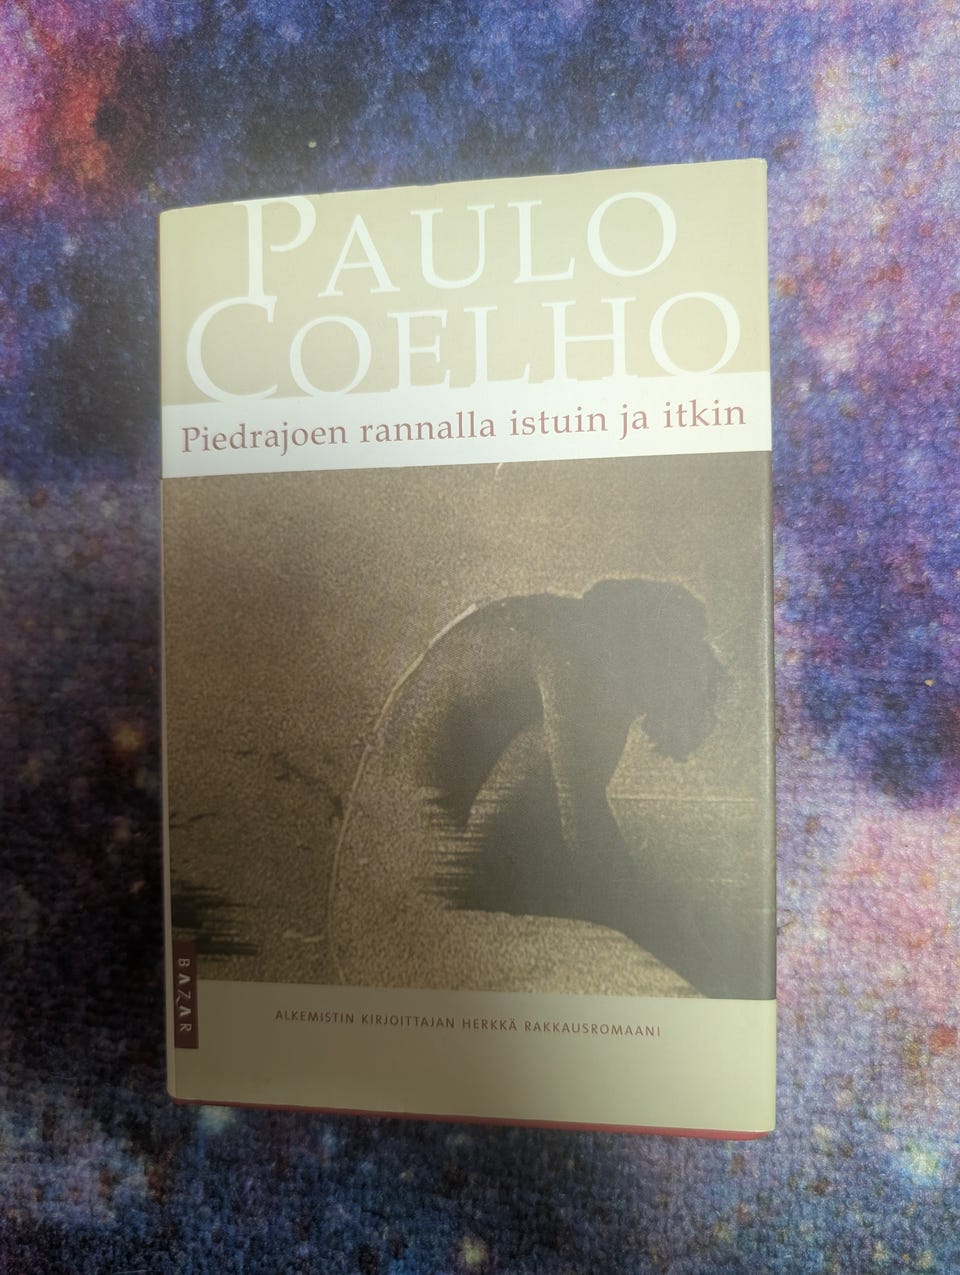 PAULO
COELHO
Piedrajoen rannalla istuin ja itkin
BAZAR
ALKEMISTIN KIRJOITTAJAN HERKKÄ RAKKAUSROMAANI